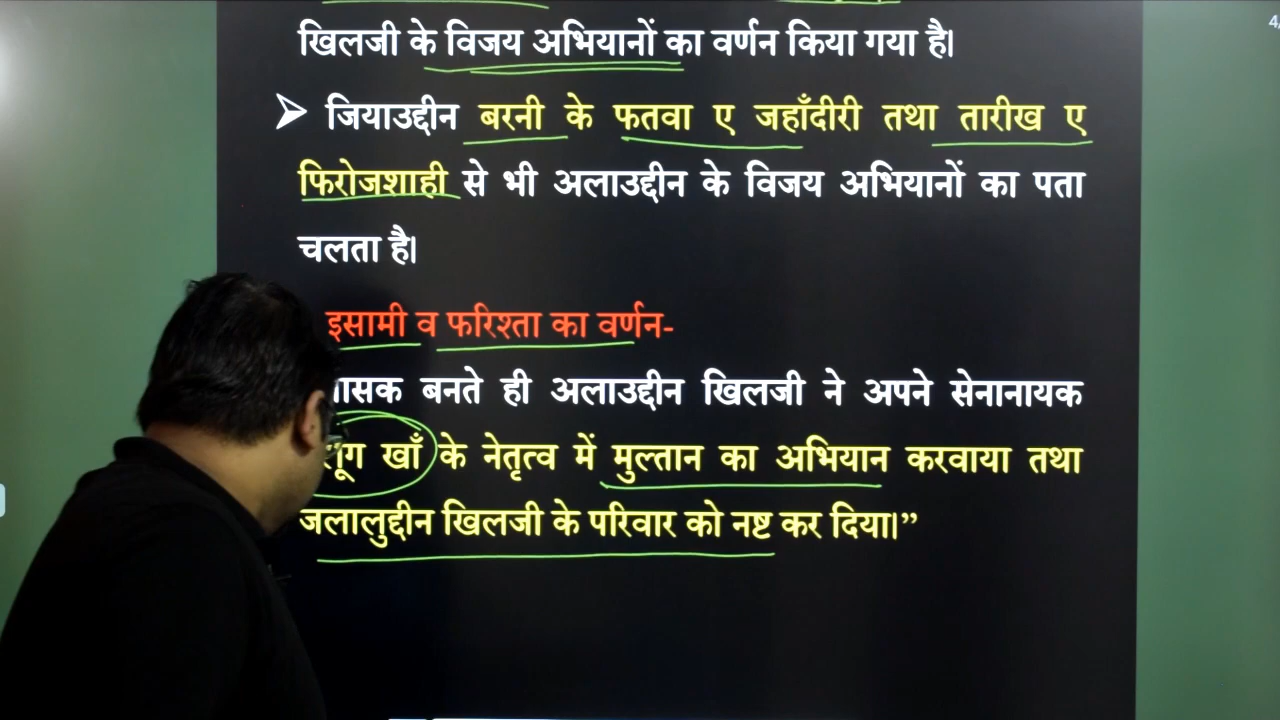 खिलजी के विजय अभियानों का वर्णन किया गया है।
➢ जियाउद्दीन बरनी के फतवा ए जहाँदीरी तथा तारीख ए
फिरोजशाही से भी अलाउद्दीन के विजय अभियानों का पता
चलता है।
इसामी व फरिश्ता का वर्णन-
बनते ही अलाउद्दीन खिलजी ने अपने सेनानायक
खाँ के नेतृत्व में मुल्तान का अभियान करवाया तथा
जलालुद्दीन खिलजी के परिवार को नष्ट कर दिया।”